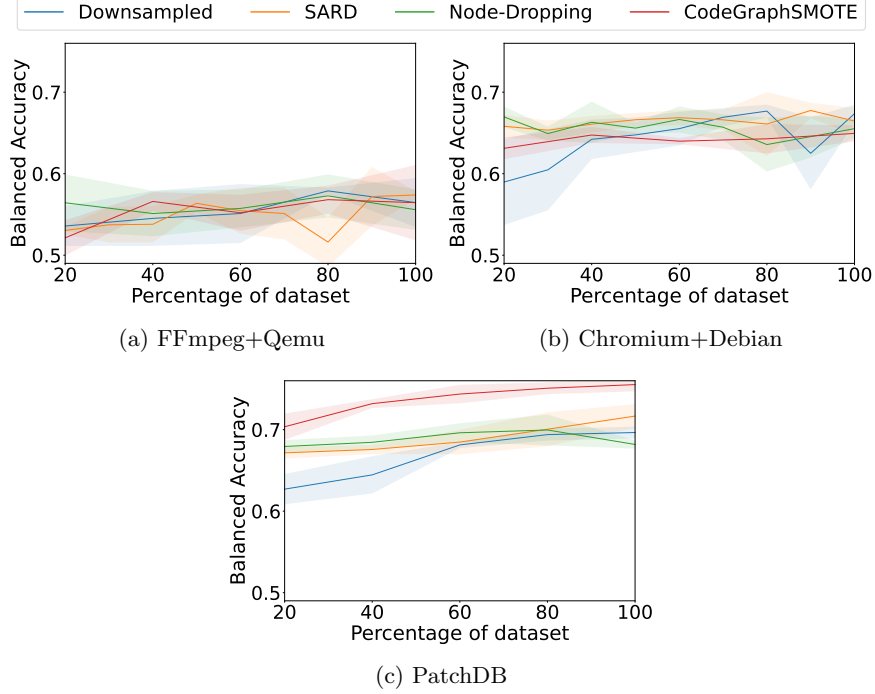 Downsampled SARD Node-Dropping CodeGraphSMOTE
Balanced Accuracy
0.7
0.6
0.5
20 40 60 80 100
Percentage of dataset
(a) FFmpeg+Qemu
Balanced Accuracy
0.7
0.6
0.5
20 40 60 80 100
Percentage of dataset
(b) Chromium+Debian
Balanced Accuracy
0.7
0.6
0.5
20 40 60 80 100
Percentage of dataset
(c) PatchDB